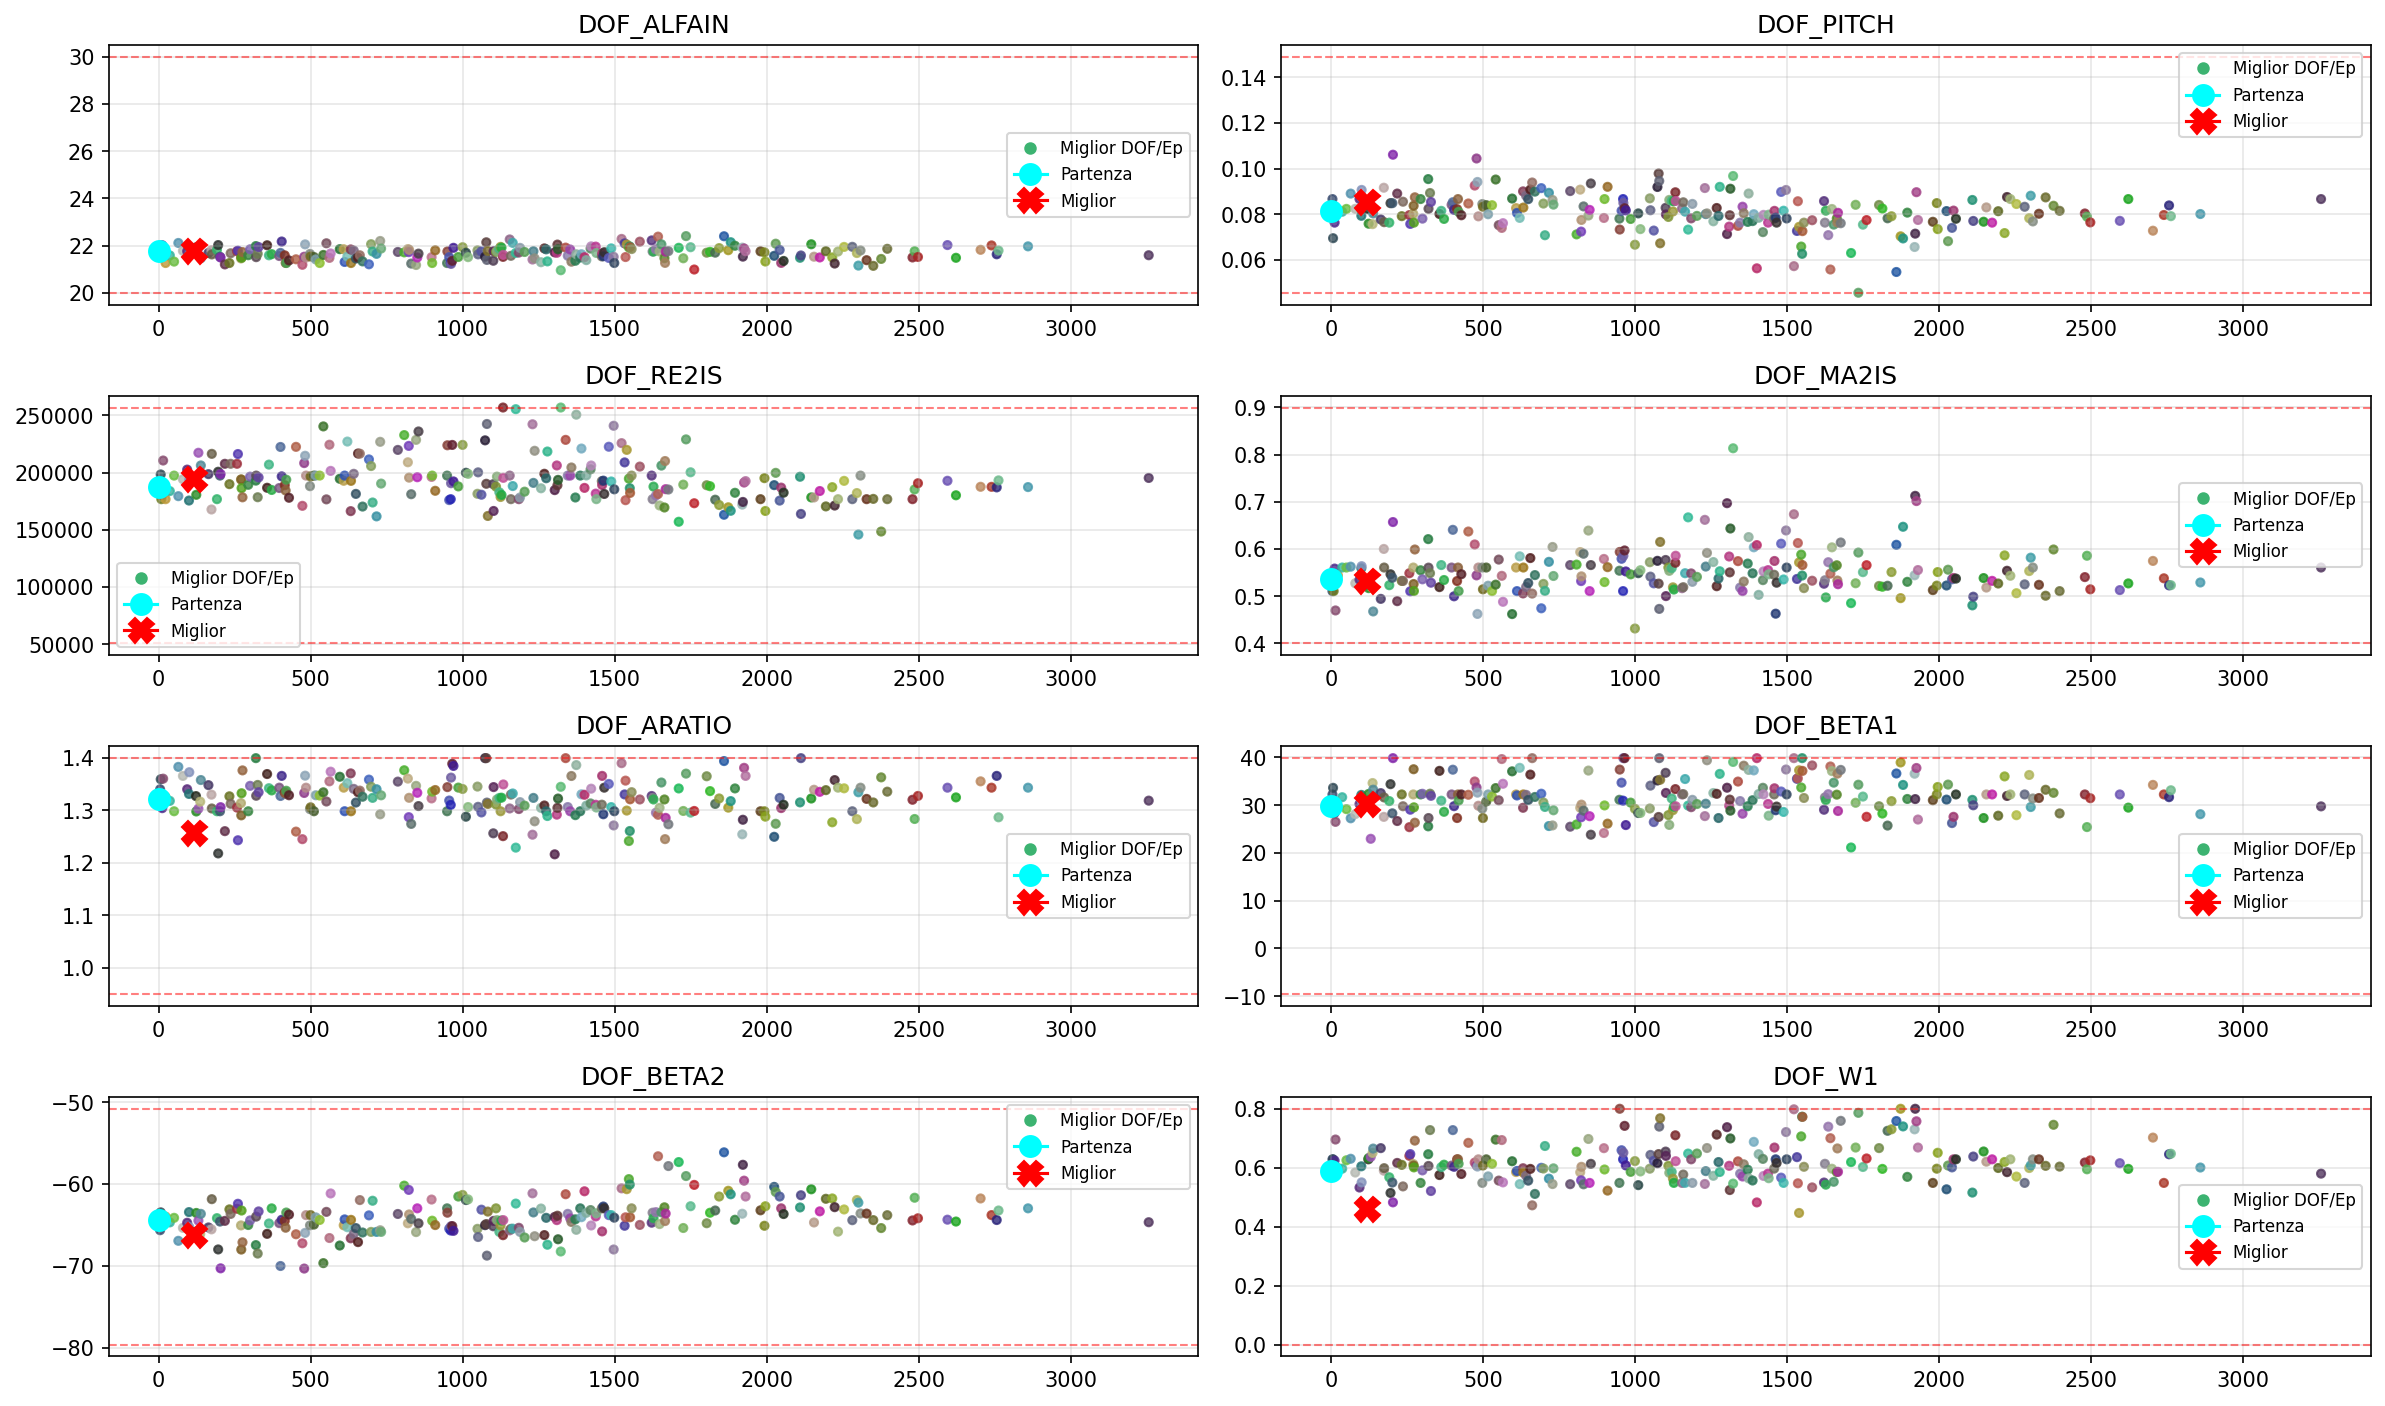 DOF_ALFAIN
30
28
26
24
22
20
0 500 1000 1500 2000 2500 3000
Miglior DOF/Ep
Partenza
Miglior
DOF_PITCH
0.14
0.12
0.10
0.08
0.06
0 500 1000 1500 2000 2500 3000
Miglior DOF/Ep
Partenza
Miglior
DOF_RE2IS
250000
200000
150000
100000
50000
0 500 1000 1500 2000 2500 3000
Miglior DOF/Ep
Partenza
Miglior
DOF_MA2IS
0.9
0.8
0.7
0.6
0.5
0.4
0 500 1000 1500 2000 2500 3000
Miglior DOF/Ep
Partenza
Miglior
DOF_ARATIO
1.4
1.3
1.2
1.1
1.0
0 500 1000 1500 2000 2500 3000
Miglior DOF/Ep
Partenza
Miglior
DOF_BETA1
40
30
20
10
0
−10
0 500 1000 1500 2000 2500 3000
Miglior DOF/Ep
Partenza
Miglior
DOF_BETA2
−50
−60
−70
−80
0 500 1000 1500 2000 2500 3000
Miglior DOF/Ep
Partenza
Miglior
DOF_W1
0.8
0.6
0.4
0.2
0.0
0 500 1000 1500 2000 2500 3000
Miglior DOF/Ep
Partenza
Miglior